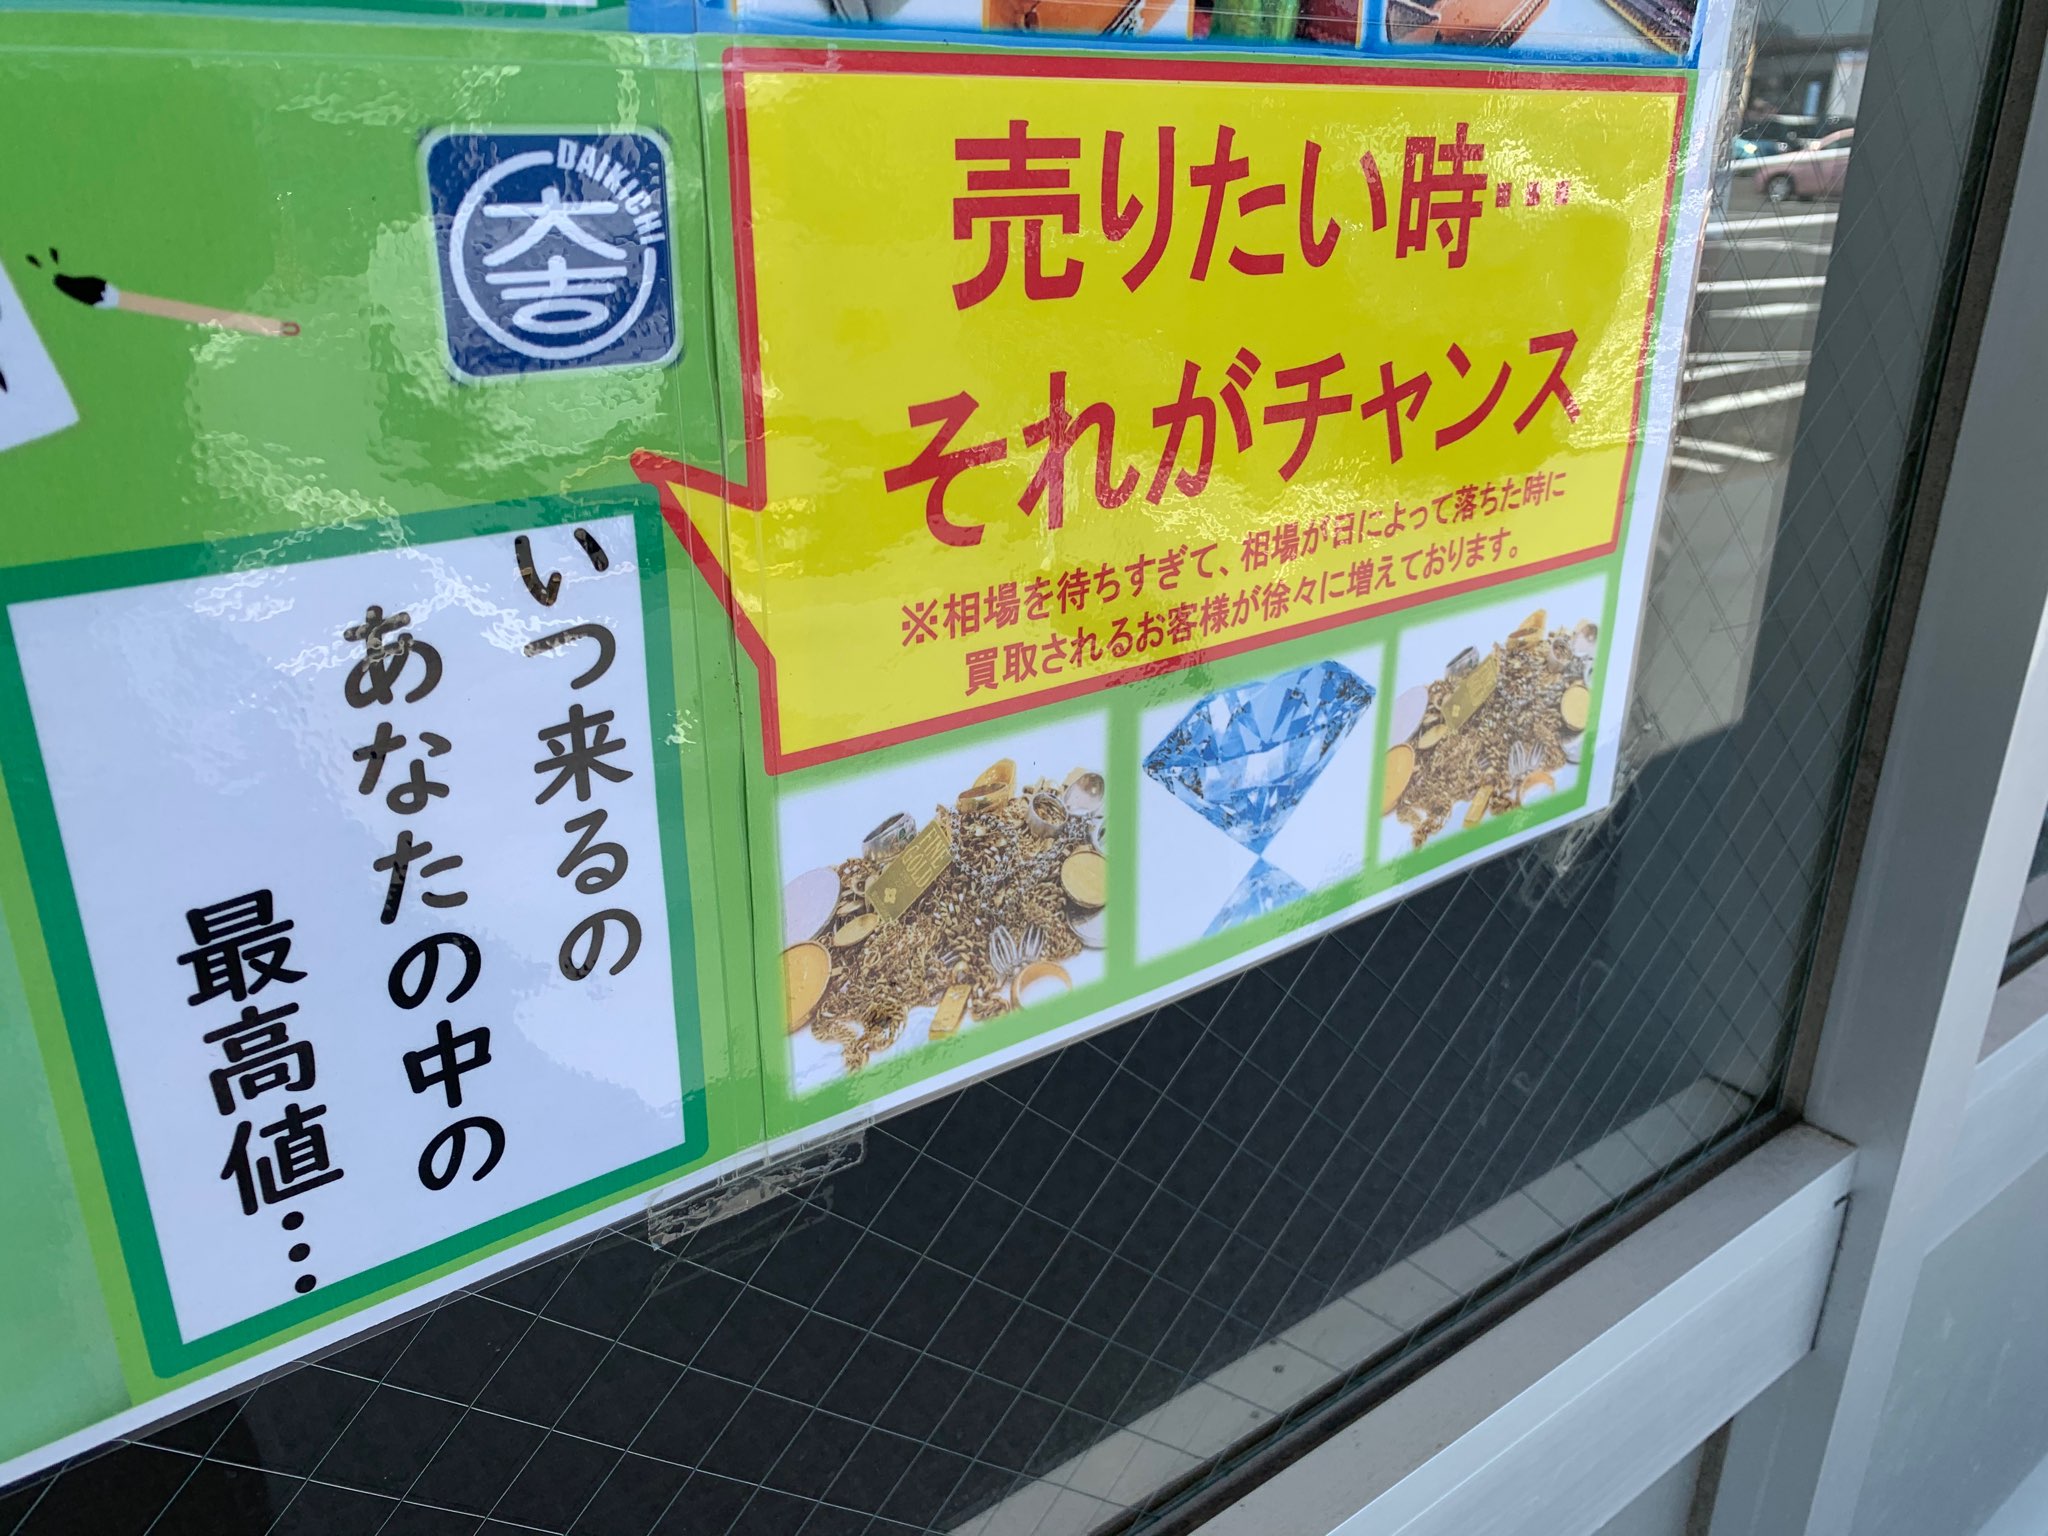 DAIKICHI
大吉
売りたい時…
それがチャンス
※相場を待ちすぎて、相場が日によって落ちた時に
買取されるお客様が徐々に増えております。
いつ来るの
あなたの中の
最高値…